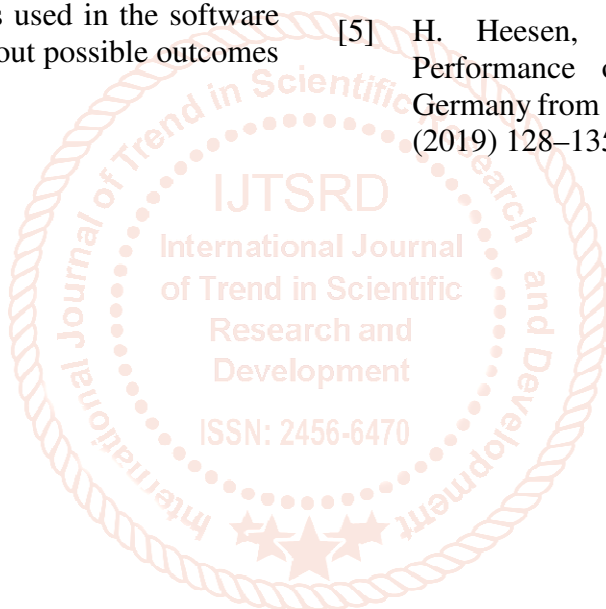 s used in the software
out possible outcomes
[5] H. Heesen,
Performance o
Germany from
(2019) 128–135
International Journal of Trend in Scientific Research and Development
IJTSRD
International Journal
of Trend in Scientific
Research and
Development
ISSN: 2456-6470